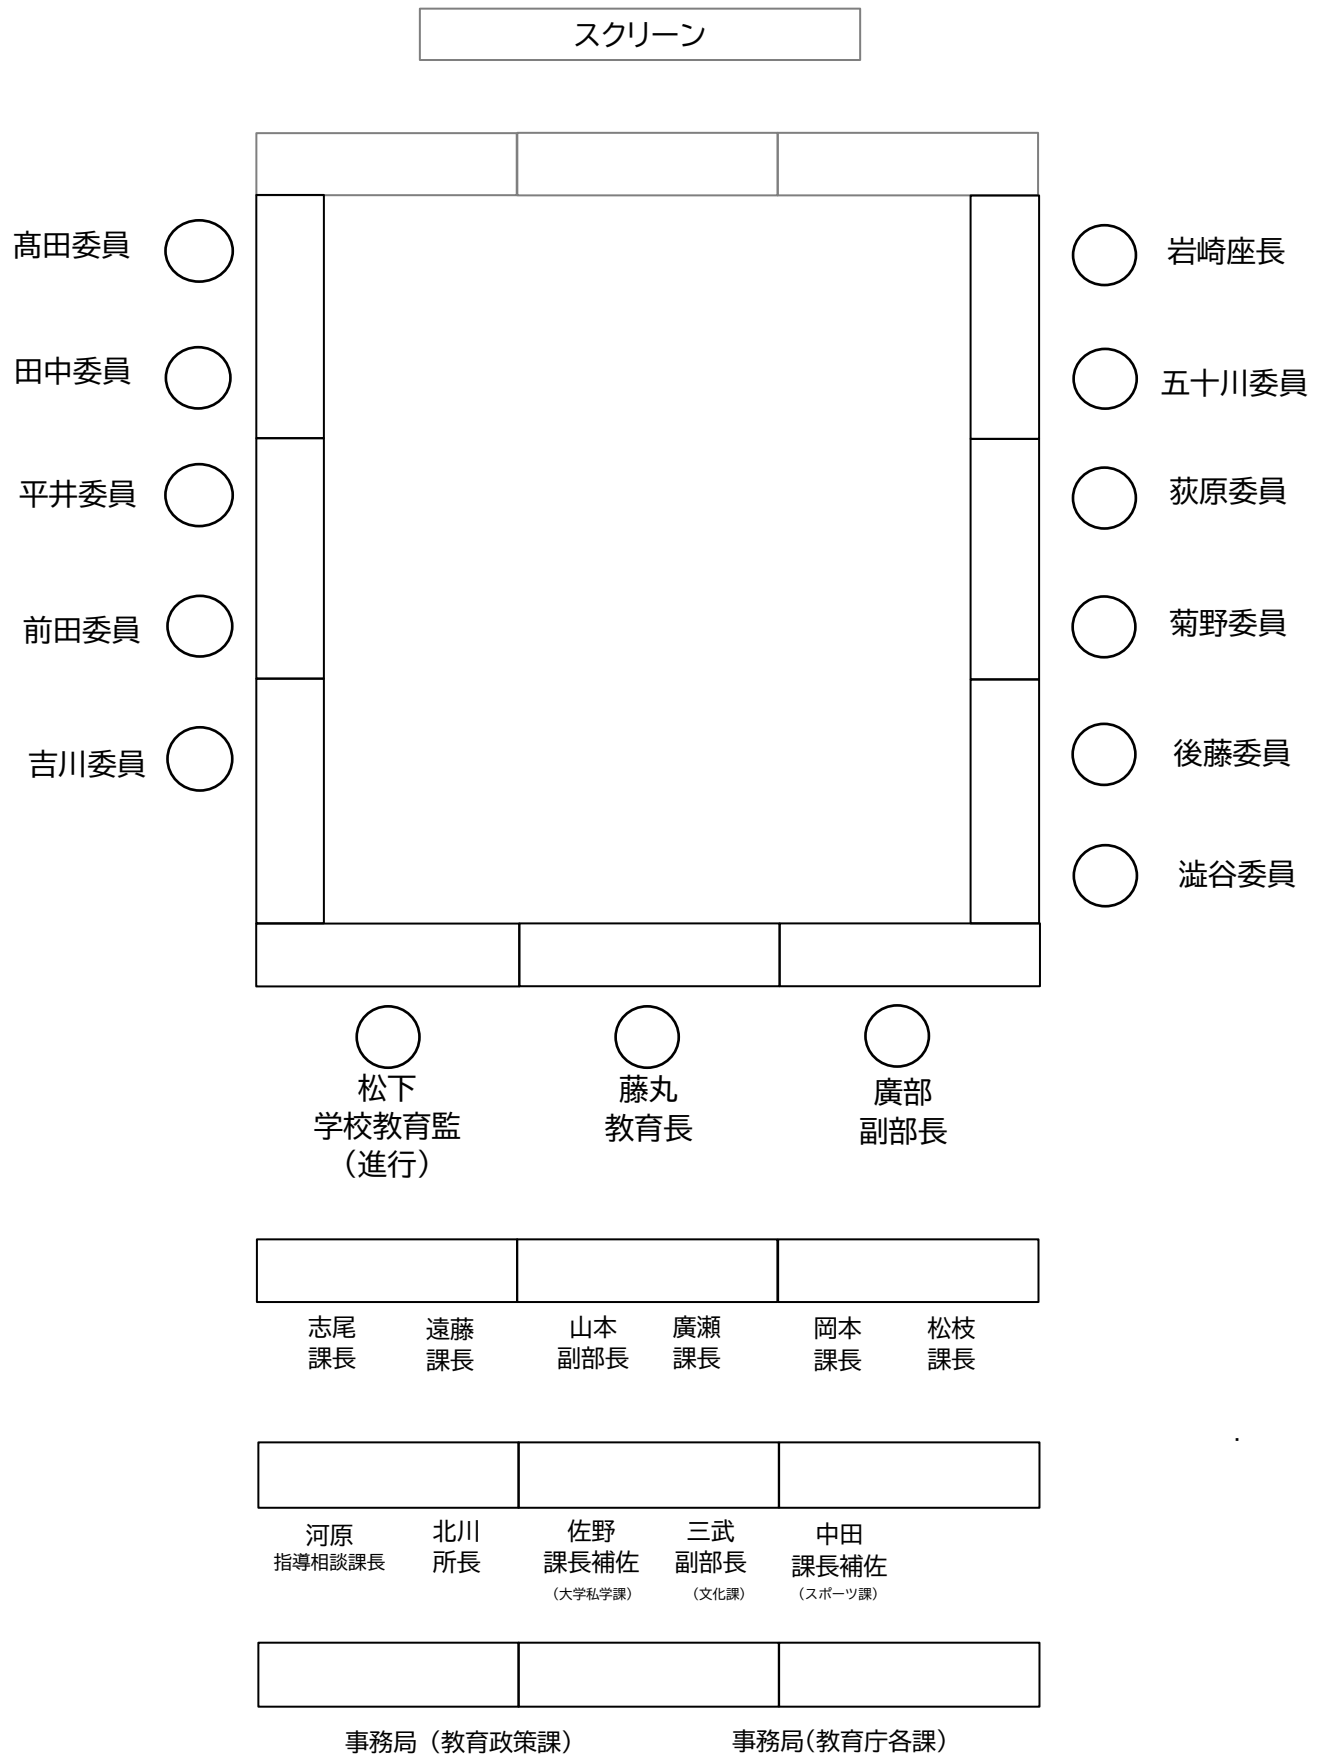 スクリーン
髙田委員
岩崎座長
田中委員
五十川委員
平井委員
荻原委員
前田委員
菊野委員
吉川委員
後藤委員
澁谷委員
松下
学校教育監
（進行）
藤丸
教育長
廣部
副部長
志尾
課長
遠藤
課長
山本
副部長
廣瀬
課長
岡本
課長
松枝
課長
河原
指導相談課長
北川
所長
佐野
課長補佐
（大学私学課）
三武
副部長
（文化課）
中田
課長補佐
（スポーツ課）
事務局（教育政策課）
事務局（教育庁各課）